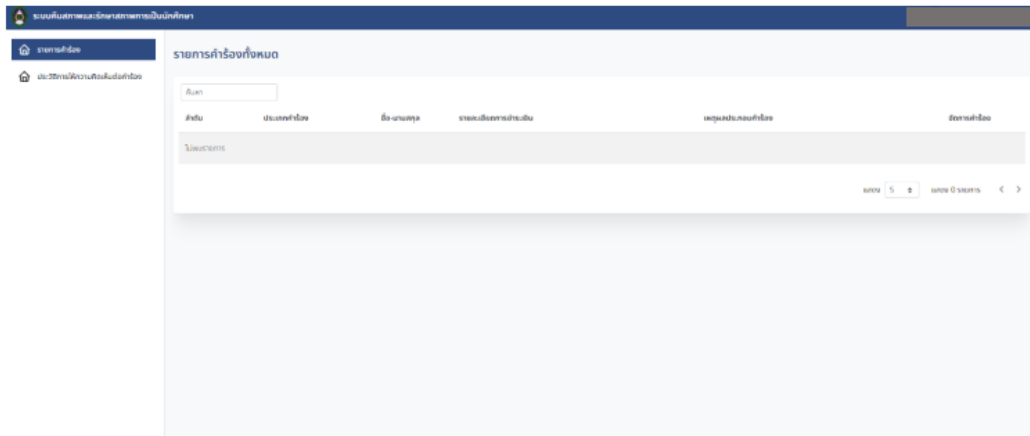 ระบบคืนสภาพและรักษาสภาพการเป็นนักศึกษา
รายการคำร้อง
ประวัติการให้ความคิดเห็นต่อคำร้อง
รายการคำร้องทั้งหมด
ค้นหา
ลำดับ ประเภทคำร้อง ชื่อ-นามสกุล รายละเอียดการชำระเงิน เหตุผลประกอบคำร้อง จัดการคำร้อง
ไม่พบรายการ
แสดง 5 แสดง 0 รายการ